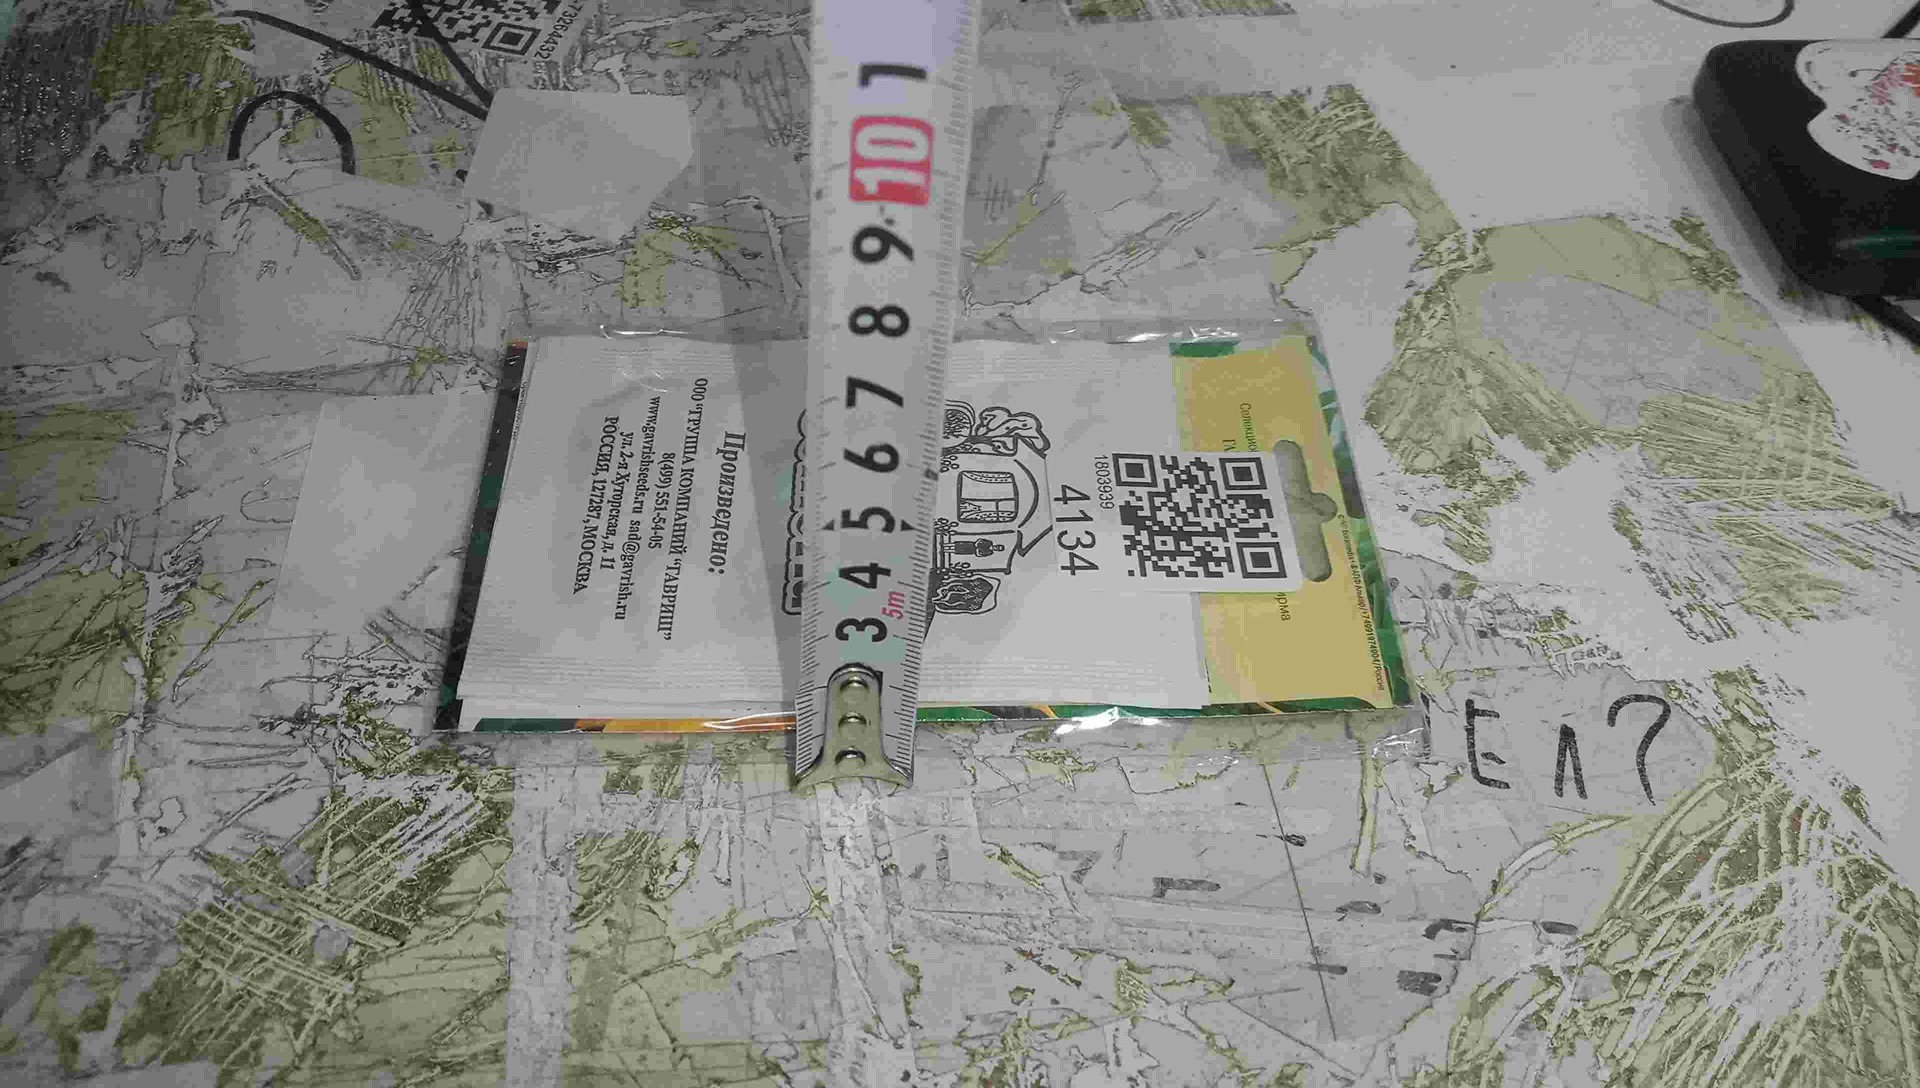 73264432
1
10
9
8
7
6
5
4
3
5m
Произведено:
ООО "ГРУППА КОМПАНИЙ "ГАВРИШ"
8(499) 551-54-05
www.gavrishseeds.ru sad@gavrish.ru
ул. 2-я Хуторская, д. 11
РОССИЯ, 127287, МОСКВА
4134
1803939
ЕЛ?